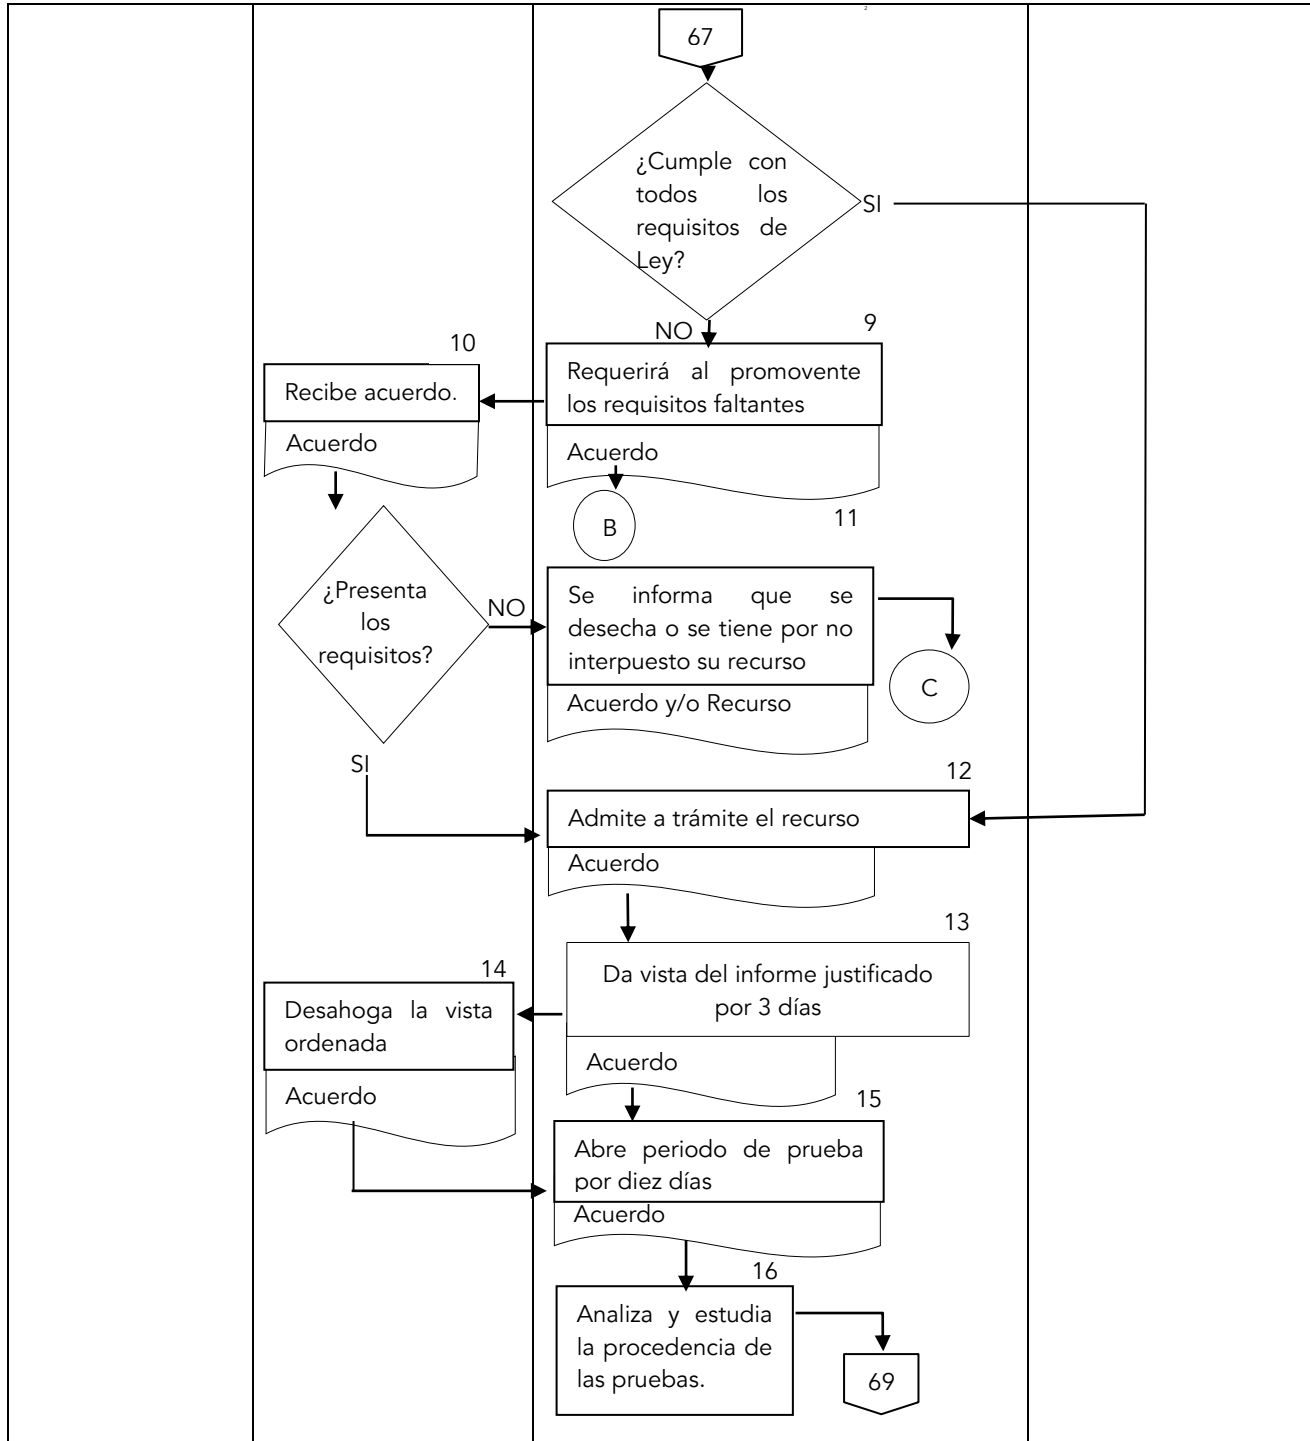 67
¿Cumple con
todos los
requisitos de
Ley?
SI
NO
9
Requerirá al promovente
los requisitos faltantes
Acuerdo
10
Recibe acuerdo.
Acuerdo
B
11
¿Presenta
los
requisitos?
NO
Se informa que se
desecha o se tiene por no
interpuesto su recurso
Acuerdo y/o Recurso
C
SI
12
Admite a trámite el recurso
Acuerdo
13
Da vista del informe justificado
por 3 días
Acuerdo
14
Desahoga la vista
ordenada
Acuerdo
15
Abre periodo de prueba
por diez días
Acuerdo
16
Analiza y estudia
la procedencia de
las pruebas.
69